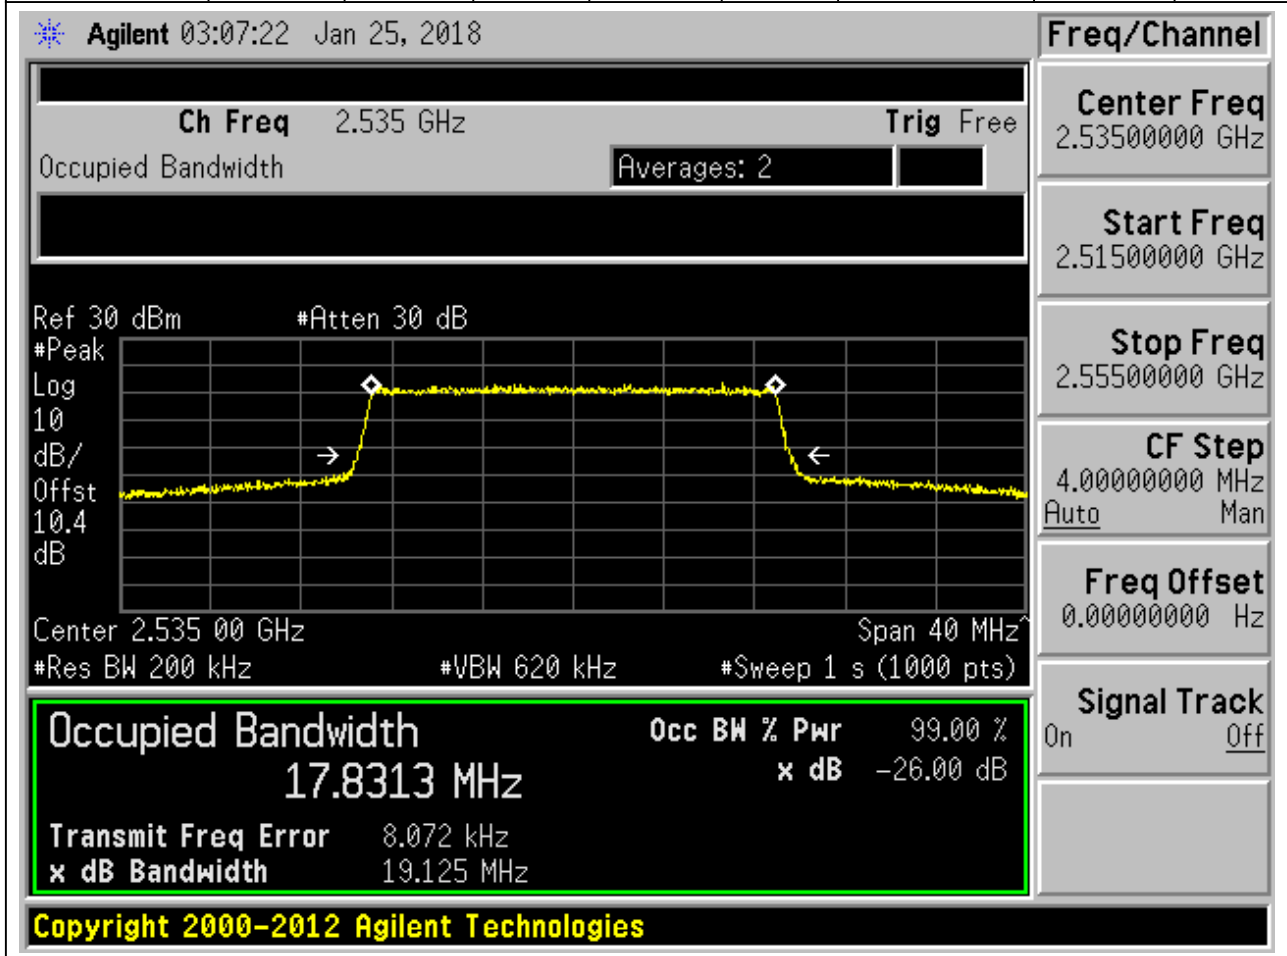 Agilent 03:07:22 Jan 25, 2018
Freq/Channel
Ch Freq 2.535 GHz Trig Free
Occupied Bandwidth Averages: 2
Center Freq
2.53500000 GHz
Start Freq
2.51500000 GHz
Stop Freq
2.55500000 GHz
CF Step
4.00000000 MHz
Auto Man
Freq Offset
0.00000000 Hz
Signal Track
On Off
Ref 30 dBm #Atten 30 dB
#Peak
Log
10
dB/
Offst
10.4
dB
Center 2.535 00 GHz Span 40 MHz^
#Res BW 200 kHz #VBW 620 kHz #Sweep 1 s (1000 pts)
Occupied Bandwidth
17.8313 MHz
Occ BW % Pwr 99.00 %
x dB -26.00 dB
Transmit Freq Error 8.072 kHz
x dB Bandwidth 19.125 MHz
Copyright 2000-2012 Agilent Technologies